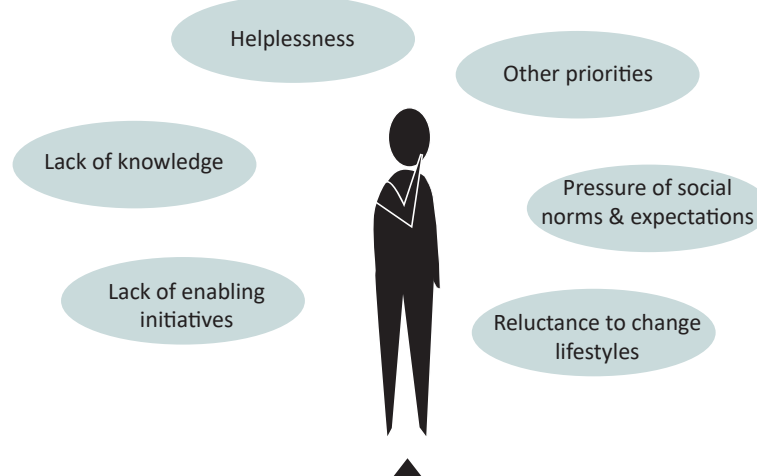 Helplessness
Other priorities
Lack of knowledge
Pressure of social
norms & expectations
Lack of enabling
initiatives
Reluctance to change
lifestyles